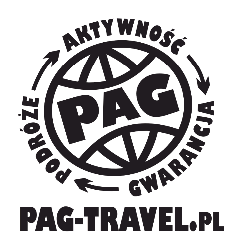 AKTYWNOŚĆ
PAG
PODRÓŻE
GWARANCJA
PAG-TRAVEL.PL